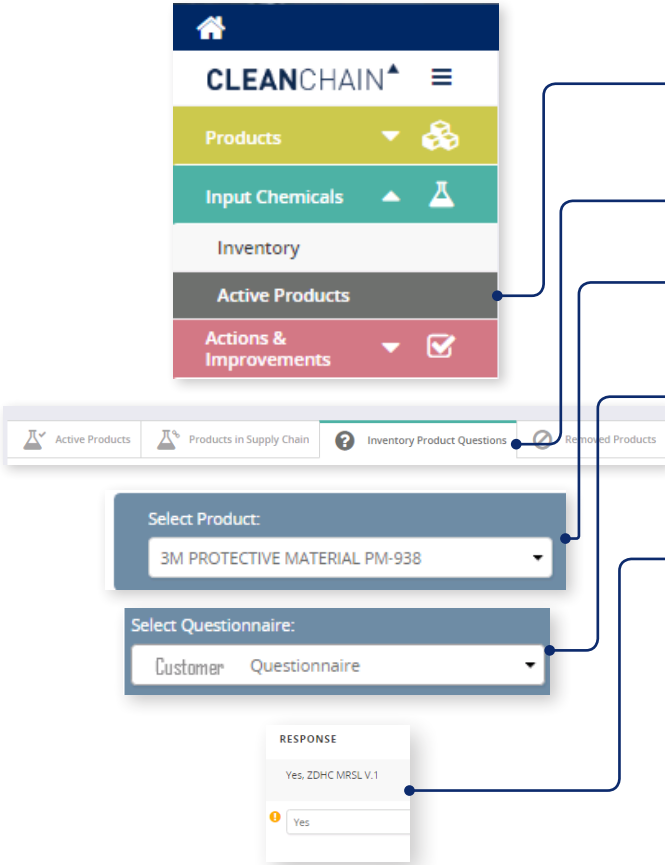 CLEANCHAIN
Products
Input Chemicals
Inventory
Active Products
Actions &
Improvements
Active Products
Products in Supply Chain
Inventory Product Questions
Removed Products
Select Product:
3M PROTECTIVE MATERIAL PM-938
Select Questionnaire:
Customer Questionnaire
RESPONSE
Yes, ZDHC MRSL V.1
Yes